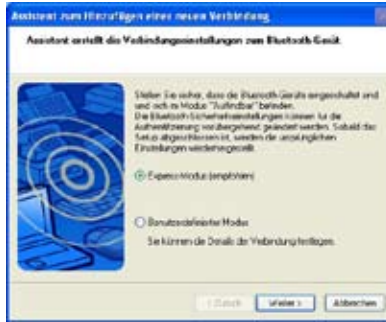 Assistent zum Hinzufügen einer neuen Verbindung
Assistent erstellt die Verbindungseinstellungen zum Bluetooth-Gerät.
Stellen Sie sicher, dass die Bluetooth-Geräte eingeschaltet sind
und sich im Modus "Auffindbar" befinden.
Die Bluetooth-Sicherheitseinstellungen können für die
Authentifizierung vorübergehend geändert werden. Sobald das
Setup abgeschlossen ist, werden die ursprünglichen
Einstellungen wiederhergestellt.
Express-Modus (empfohlen)
Benutzerdefinierter Modus
Sie können die Details der Verbindung festlegen.
< Zurück Weiter > Abbrechen